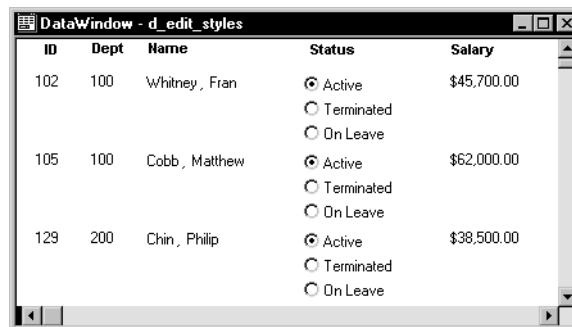 DataWindow - d_edit_styles
ID Dept Name Status Salary
102 100 Whitney, Fran Active $45,700.00
Terminated
On Leave
105 100 Cobb, Matthew Active $62,000.00
Terminated
On Leave
129 200 Chin, Philip Active $38,500.00
Terminated
On Leave